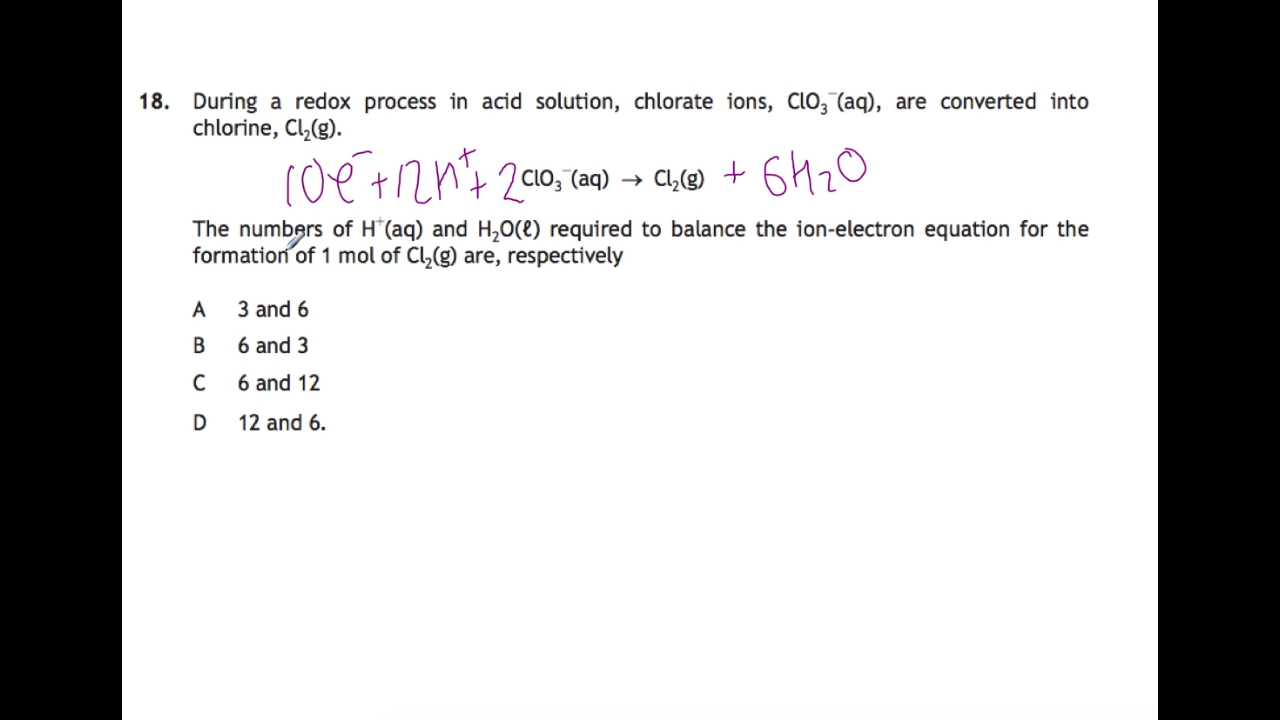 18. During a redox process in acid solution, chlorate ions, ClO₃⁻(aq), are converted into
chlorine, Cl₂(g).
10e⁻ + 12H⁺ + 2 ClO₃⁻(aq) → Cl₂(g) + 6H₂O
The numbers of H⁺(aq) and H₂O(ℓ) required to balance the ion-electron equation for the
formation of 1 mol of Cl₂(g) are, respectively
A 3 and 6
B 6 and 3
C 6 and 12
D 12 and 6.